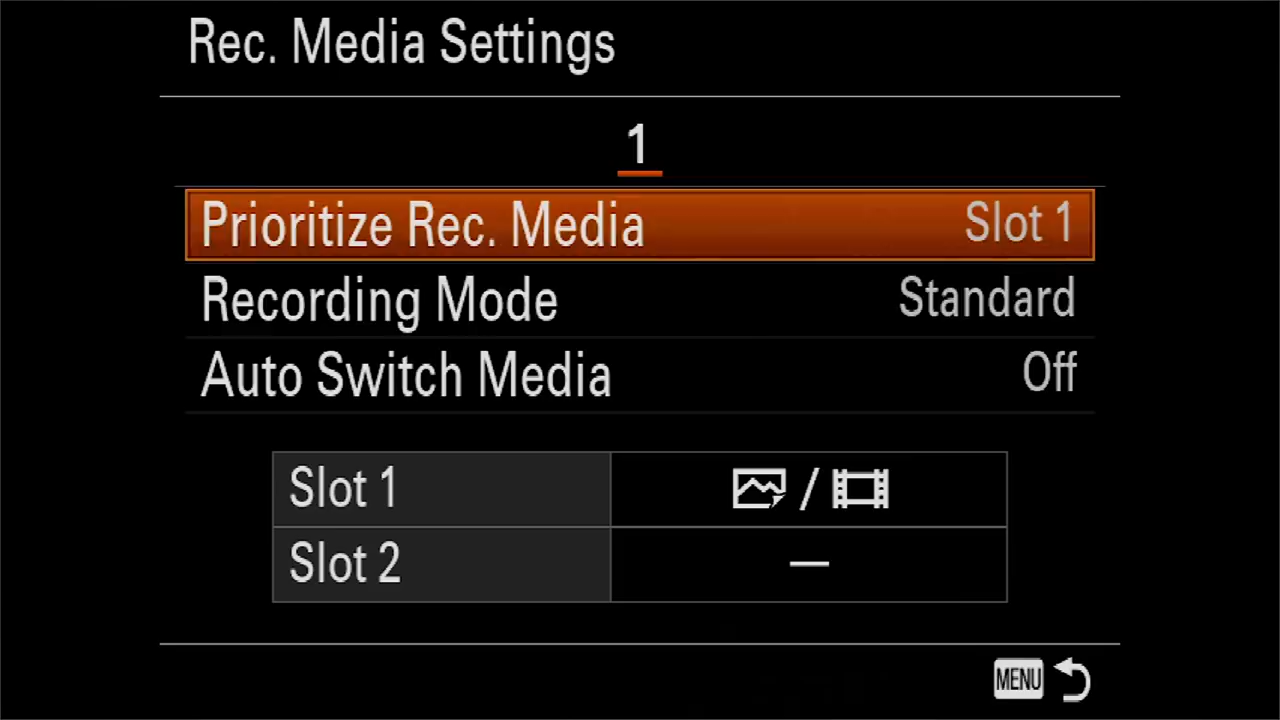 Rec. Media Settings
1
Prioritize Rec. Media Slot 1
Recording Mode Standard
Auto Switch Media Off
Slot 1 /
Slot 2 —
MENU